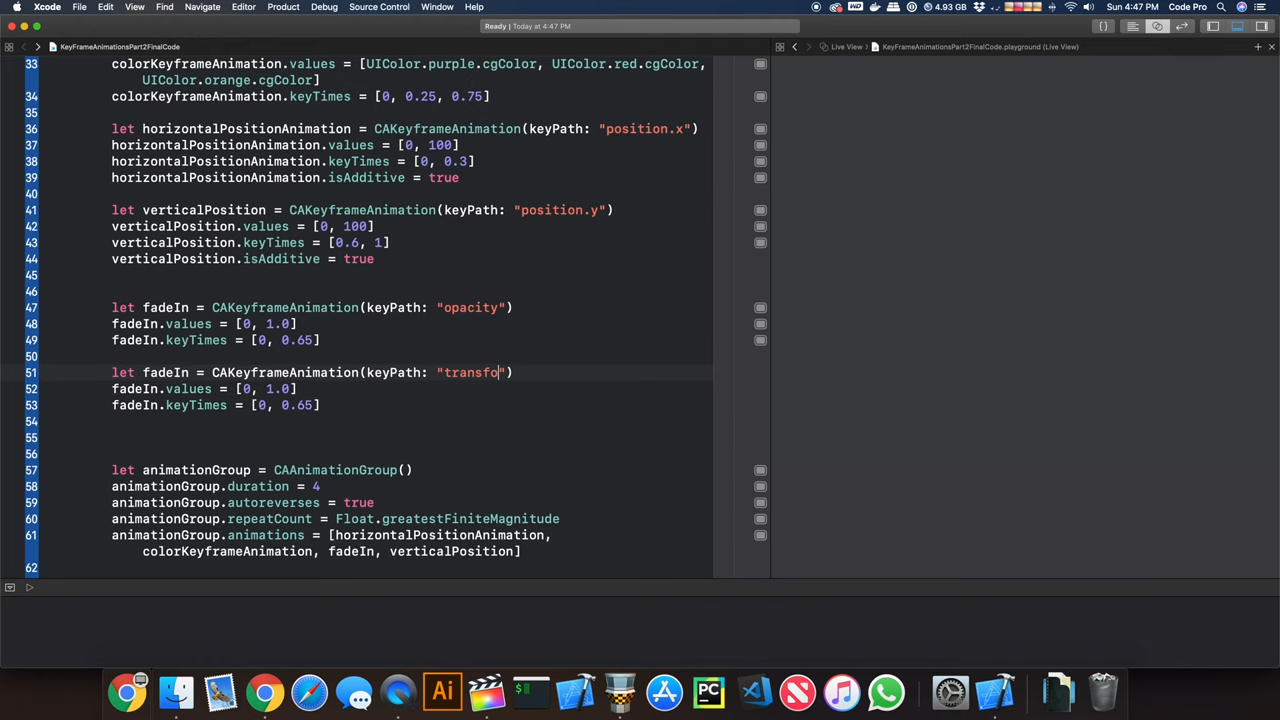 Xcode File Edit View Find Navigate Editor Product Debug Source Control Window Help 4.93 GB Sun 4:47 PM Code Pro
Ready | Today at 4:47 PM
KeyFrameAnimationsPart2FinalCode
Live View KeyFrameAnimationsPart2FinalCode.playground (Live View)
33 colorKeyframeAnimation.values = [UIColor.purple.cgColor, UIColor.red.cgColor,
UIColor.orange.cgColor]
34 colorKeyframeAnimation.keyTimes = [0, 0.25, 0.75]
35
36 let horizontalPositionAnimation = CAKeyframeAnimation(keyPath: "position.x")
37 horizontalPositionAnimation.values = [0, 100]
38 horizontalPositionAnimation.keyTimes = [0, 0.3]
39 horizontalPositionAnimation.isAdditive = true
40
41 let verticalPosition = CAKeyframeAnimation(keyPath: "position.y")
42 verticalPosition.values = [0, 100]
43 verticalPosition.keyTimes = [0.6, 1]
44 verticalPosition.isAdditive = true
45
46
47 let fadeIn = CAKeyframeAnimation(keyPath: "opacity")
48 fadeIn.values = [0, 1.0]
49 fadeIn.keyTimes = [0, 0.65]
50
51 let fadeIn = CAKeyframeAnimation(keyPath: "transfo")
52 fadeIn.values = [0, 1.0]
53 fadeIn.keyTimes = [0, 0.65]
54
55
56
57 let animationGroup = CAAnimationGroup()
58 animationGroup.duration = 4
59 animationGroup.autoreverses = true
60 animationGroup.repeatCount = Float.greatestFiniteMagnitude
61 animationGroup.animations = [horizontalPositionAnimation,
colorKeyframeAnimation, fadeIn, verticalPosition]
62
Ai
PC